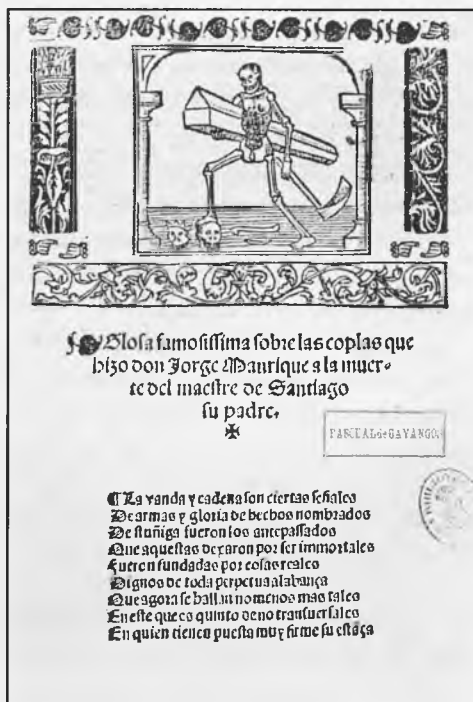 Glosa famosissima sobre las coplas que
hizo don Jorge Manrique a la muer-
te del maestre de Santiago
su padre.
PASCUAL de GAYANGOS
¶ La vanda y cadena son ciertas señales
De armas y gloria de hechos nombrados
De stuñiga fueron los antepassados
Que aquestas dexaron por ser immortales
Fueron fundadas por cosas reales
Dignos de toda perpetua alabança
Que agora se hallan no menos mas tales
En este que es quinto de no transuersales
En quien tienen puesta muy firme su estãça